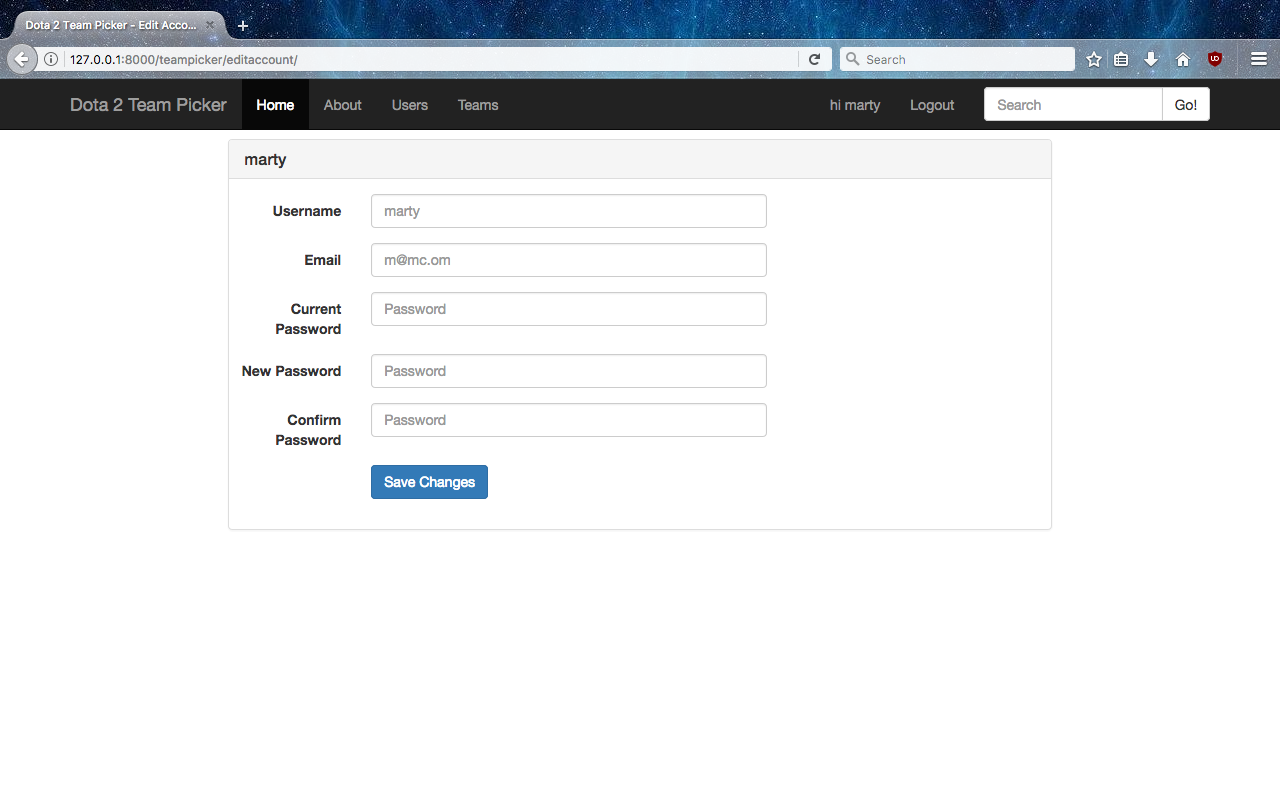 Dota 2 Team Picker - Edit Acco...
127.0.0.1:8000/teampicker/editaccount/
Search
Dota 2 Team Picker Home About Users Teams hi marty Logout Search Go!
marty
Username marty
Email m@mc.om
Current Password
Password
New Password Password
Confirm Password
Password
Save Changes